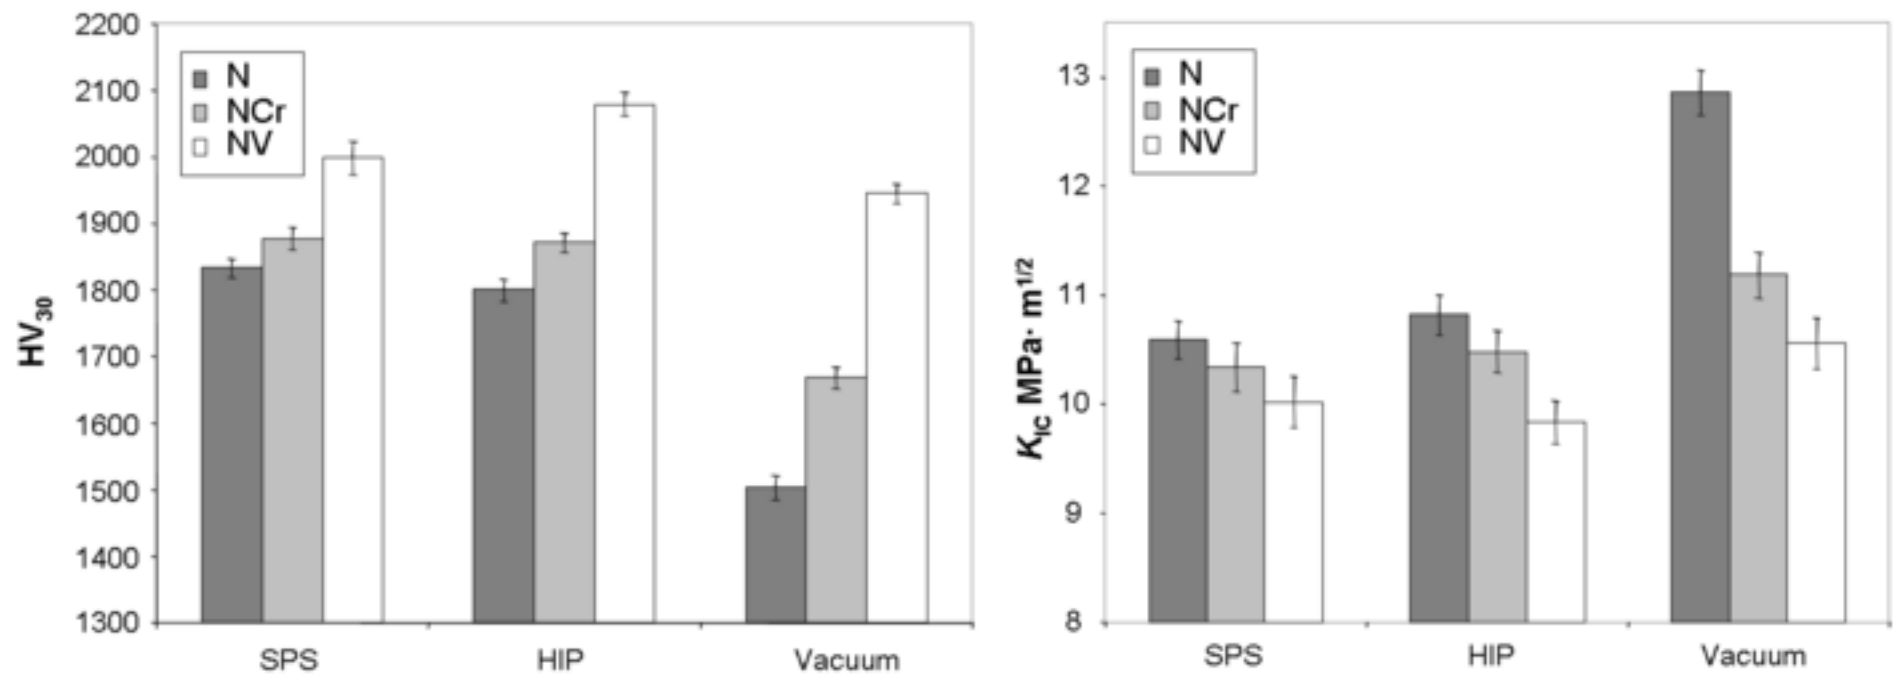 2200
2100
2000
1900
1800
1700
1600
1500
1400
1300
HV30
N
NCr
NV
SPS HIP Vacuum
13
12
11
10
9
8
KIC MPa· m1/2
N
NCr
NV
SPS HIP Vacuum